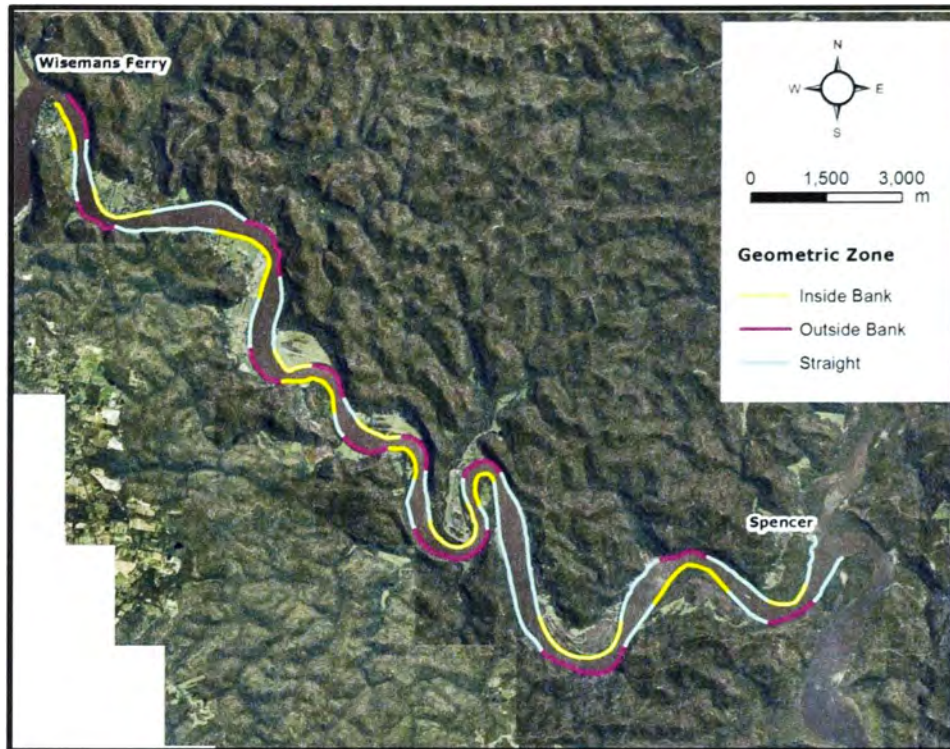 Wisemans Ferry
N
W E
S
0 1,500 3,000
m
Geometric Zone
Inside Bank
Outside Bank
Straight
Spencer